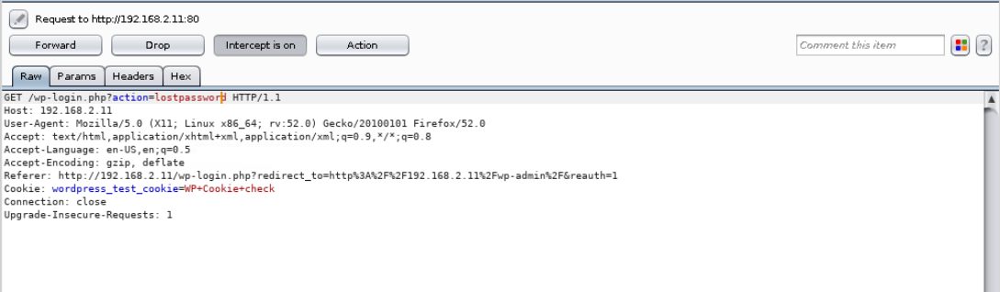 Request to http://192.168.2.11:80
Forward Drop Intercept is on Action Comment this item ?
Raw Params Headers Hex
GET /wp-login.php?action=lostpassword HTTP/1.1
Host: 192.168.2.11
User-Agent: Mozilla/5.0 (X11; Linux x86_64; rv:52.0) Gecko/20100101 Firefox/52.0
Accept: text/html,application/xhtml+xml,application/xml;q=0.9,*/*;q=0.8
Accept-Language: en-US,en;q=0.5
Accept-Encoding: gzip, deflate
Referer: http://192.168.2.11/wp-login.php?redirect_to=http%3A%2F%2F192.168.2.11%2Fwp-admin%2F&reauth=1
Cookie: wordpress_test_cookie=WP+Cookie+check
Connection: close
Upgrade-Insecure-Requests: 1